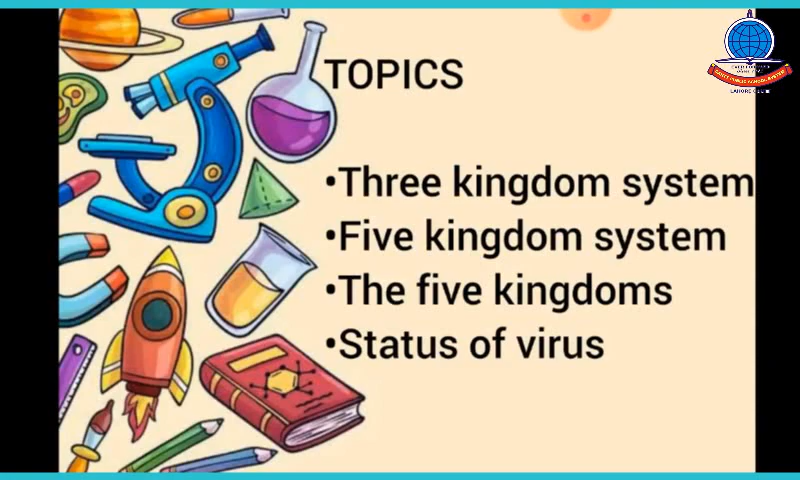 TOPICS
•Three kingdom system
•Five kingdom system
•The five kingdoms
•Status of virus